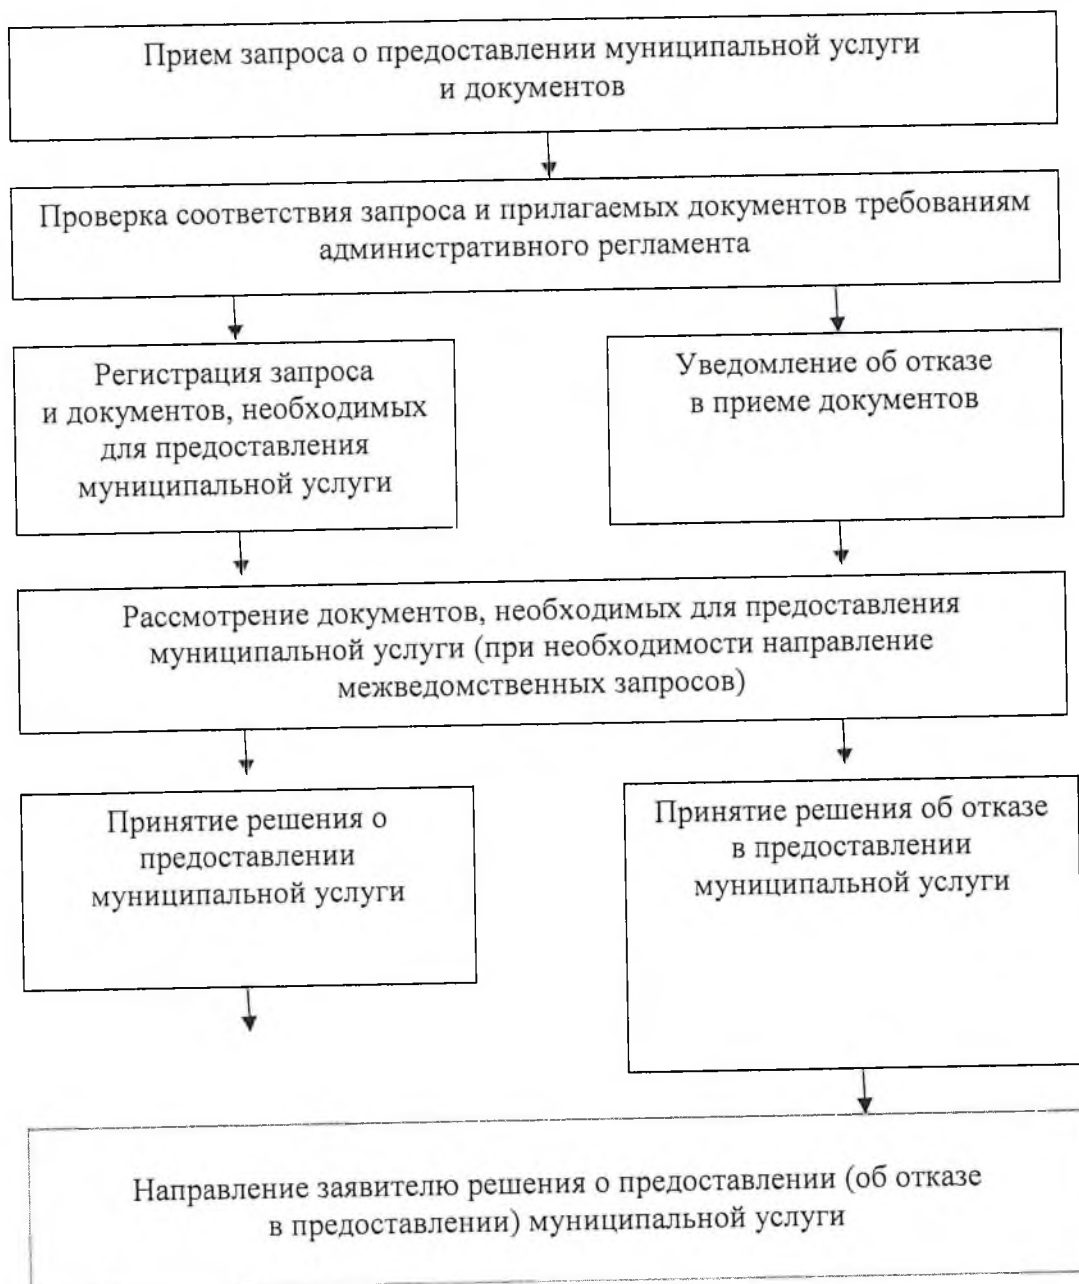 Прием запроса о предоставлении муниципальной услуги
и документов
Проверка соответствия запроса и прилагаемых документов требованиям
административного регламента
Регистрация запроса
и документов, необходимых
для предоставления
муниципальной услуги
Уведомление об отказе
в приеме документов
Рассмотрение документов, необходимых для предоставления
муниципальной услуги (при необходимости направление
межведомственных запросов)
Принятие решения о
предоставлении
муниципальной услуги
Принятие решения об отказе
в предоставлении
муниципальной услуги
Направление заявителю решения о предоставлении (об отказе
в предоставлении) муниципальной услуги